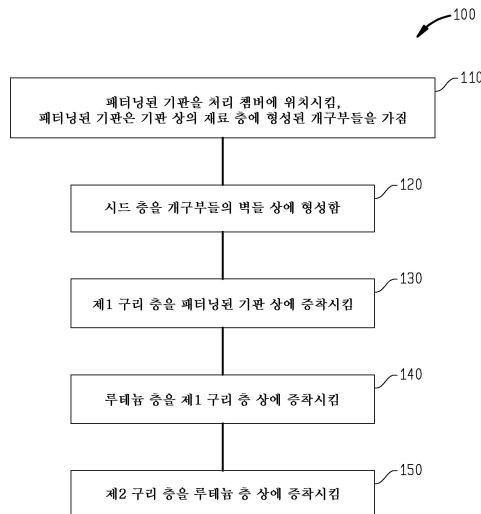 100
110
패터닝된 기판을 처리 챔버에 위치시킴,
패터닝된 기판은 기판 상의 재료 층에 형성된 개구부들을 가짐
120
시드 층을 개구부들의 벽들 상에 형성함
130
제1 구리 층을 패터닝된 기판 상에 증착시킴
140
루테늄 층을 제1 구리 층 상에 증착시킴
150
제2 구리 층을 루테늄 층 상에 증착시킴